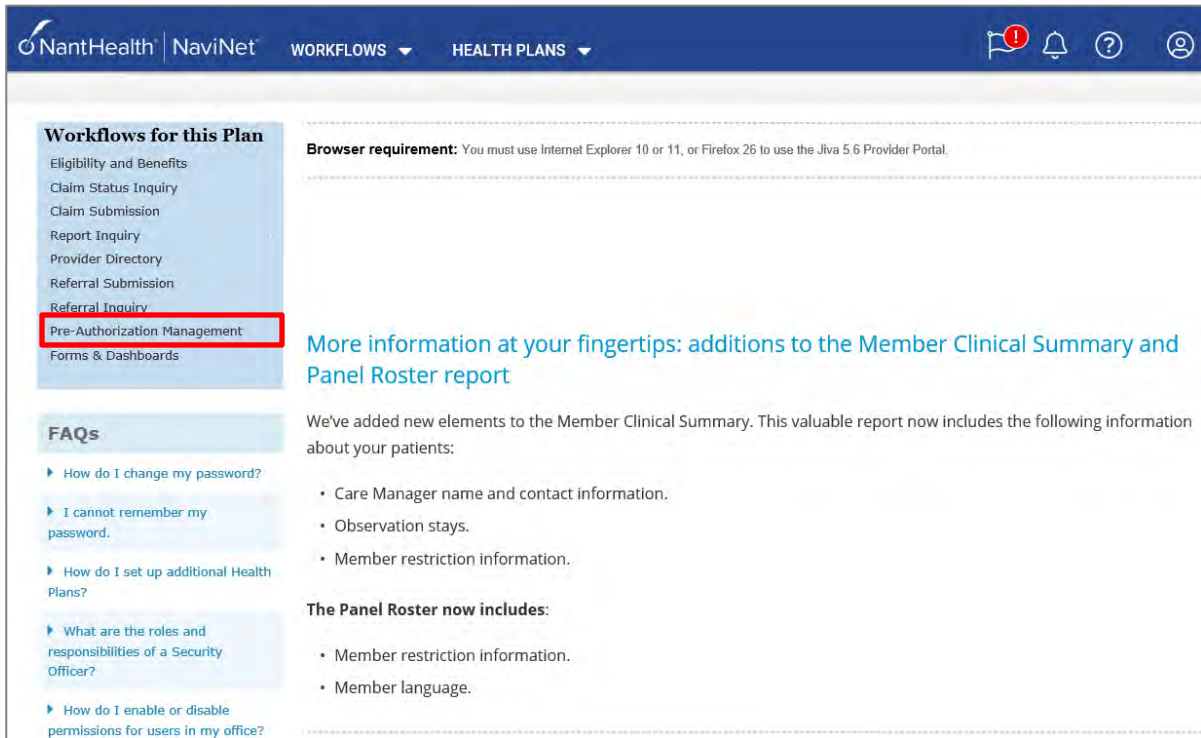 NantHealth NaviNet WORKFLOWS HEALTH PLANS !
Workflows for this Plan
Eligibility and Benefits
Claim Status Inquiry
Claim Submission
Report Inquiry
Provider Directory
Referral Submission
Referral Inquiry
Pre-Authorization Management
Forms & Dashboards
FAQs
How do I change my password?
I cannot remember my
password.
How do I set up additional Health
Plans?
What are the roles and
responsibilities of a Security
Officer?
How do I enable or disable
permissions for users in my office?
Browser requirement: You must use Internet Explorer 10 or 11, or Firefox 26 to use the Jiva 5.6 Provider Portal.
More information at your fingertips: additions to the Member Clinical Summary and
Panel Roster report
We've added new elements to the Member Clinical Summary. This valuable report now includes the following information
about your patients:
• Care Manager name and contact information.
• Observation stays.
• Member restriction information.
The Panel Roster now includes:
• Member restriction information.
• Member language.